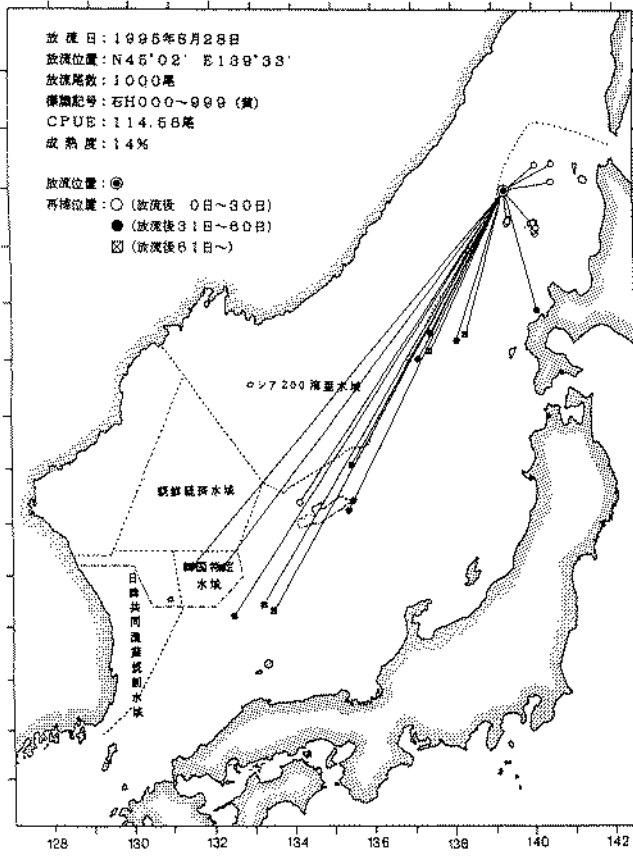 放流日：1995年8月28日
放流位置：N45°02′ E139°33′
放流尾数：1000尾
標識記号：石H000～999（黄）
CPUE：114.58尾
成熟度：14%
放流位置：◉
再捕位置：○（放流後 0日～30日）
●（放流後31日～60日）
☒（放流後61日～）
ロシア200海里水域
朝鮮経済水域
韓国特定
水域
日韓共同漁業規制水域
128 130 132 134 136 138 140 142